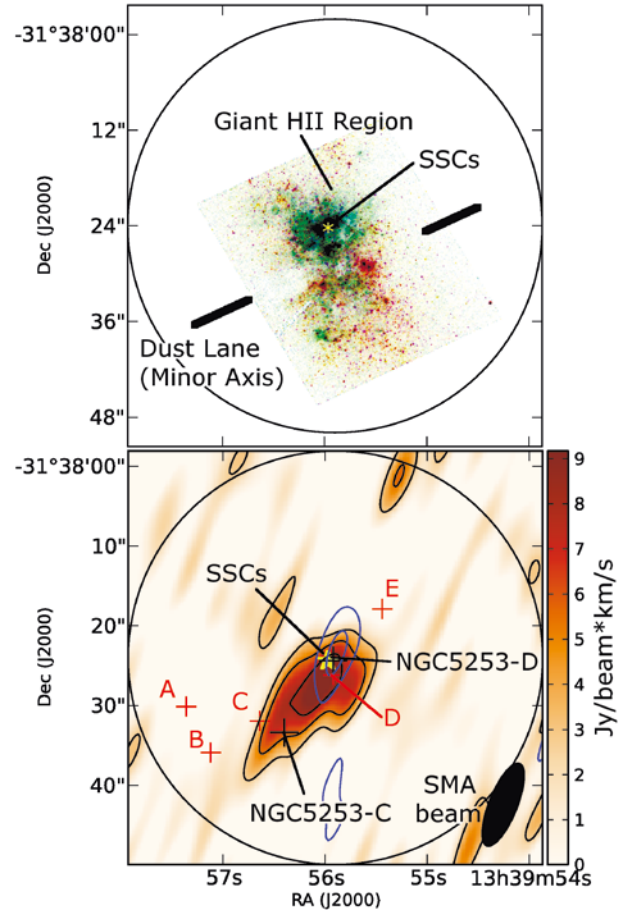 -31°38'00"
12"
24"
36"
48"
Dec (J2000)
Giant HII Region
SSCs
*
Dust Lane
(Minor Axis)
-31°38'00"
10"
20"
30"
40"
Dec (J2000)
SSCs
E
NGC5253-D
A
C
B
D
NGC5253-C
SMA
beam
57s
56s
55s
13h39m54s
RA (J2000)
9
8
7
6
5
4
3
2
1
0
Jy/beam*km/s